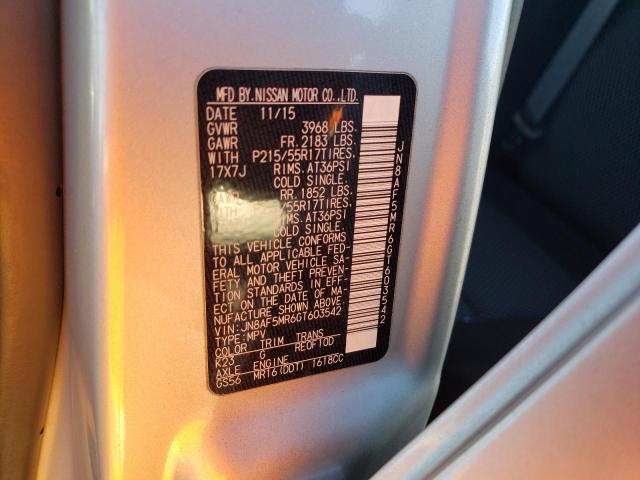 MFD BY.NISSAN MOTOR CO.,LTD.
DATE 11/15
GVWR 3968 LBS.
GAWR FR.2183 LBS.
WITH P215/55R17TIRES,
17X7J RIMS, AT36PSI
COLD SINGLE.
GAWR RR.1852 LBS.
WITH /55R17TIRES,
RIMS, AT36PSI
COLD SINGLE.
THIS VEHICLE CONFORMS
TO ALL APPLICABLE FED-
ERAL MOTOR VEHICLE SA-
FETY AND THEFT PREVEN-
TION STANDARDS IN EFF-
ECT ON THE DATE OF MA-
NUFACTURE SHOWN ABOVE.
VIN:JN8AF5MR6GT603542
TYPE:MPV
COLOR TRIM TRANS
K23 G RE0F10D
AXLE ENGINE
GS56 MR16(DDT) 1618CC
JN8AF5MR6GT603542